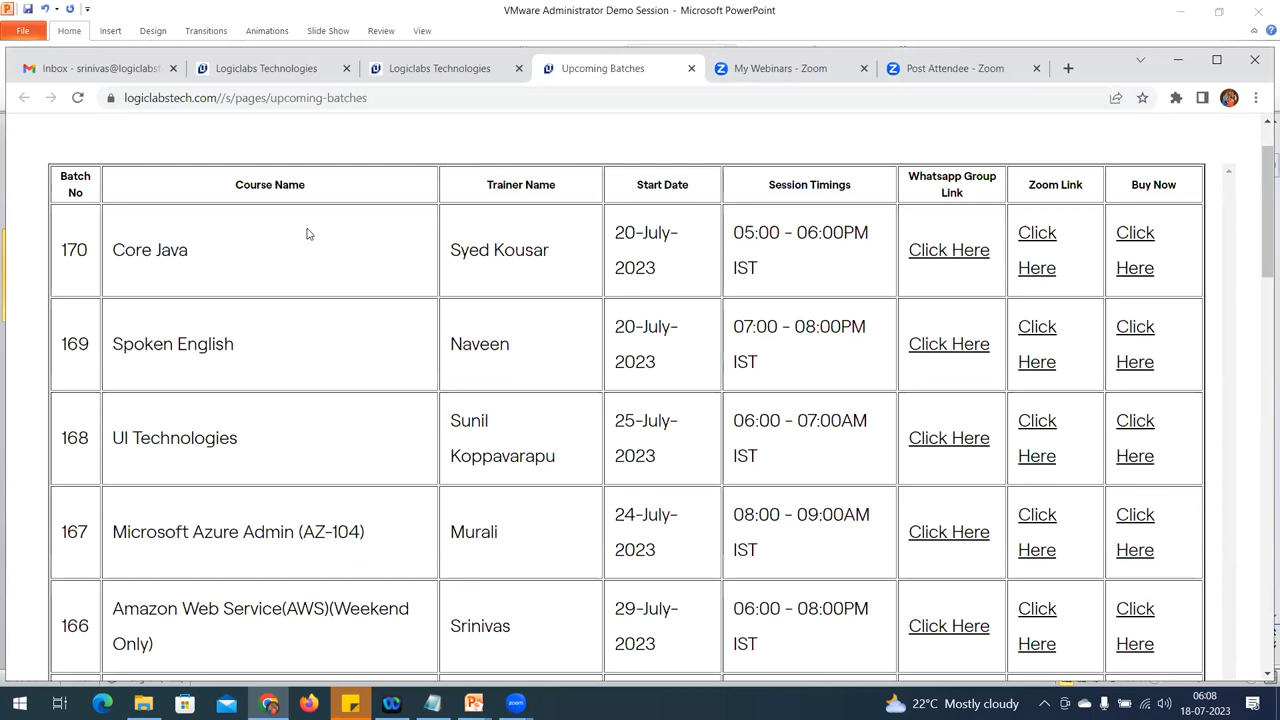 VMware Administrator Demo Session - Microsoft PowerPoint
File Home Insert Design Transitions Animations Slide Show Review View
Inbox - srinivas@logiclabst Logiclabs Technologies Logiclabs Technologies Upcoming Batches My Webinars - Zoom Post Attendee - Zoom
logiclabstech.com//s/pages/upcoming-batches
Batch No Course Name Trainer Name Start Date Session Timings Whatsapp Group Link Zoom Link Buy Now
170 Core Java Syed Kousar 20-July-2023 05:00 - 06:00PM IST Click Here Click Here Click Here
169 Spoken English Naveen 20-July-2023 07:00 - 08:00PM IST Click Here Click Here Click Here
168 UI Technologies Sunil Koppavarapu 25-July-2023 06:00 - 07:00AM IST Click Here Click Here Click Here
167 Microsoft Azure Admin (AZ-104) Murali 24-July-2023 08:00 - 09:00AM IST Click Here Click Here Click Here
166 Amazon Web Service(AWS)(Weekend Only) Srinivas 29-July-2023 06:00 - 08:00PM IST Click Here Click Here Click Here
22°C Mostly cloudy
06:08
18-07-2023